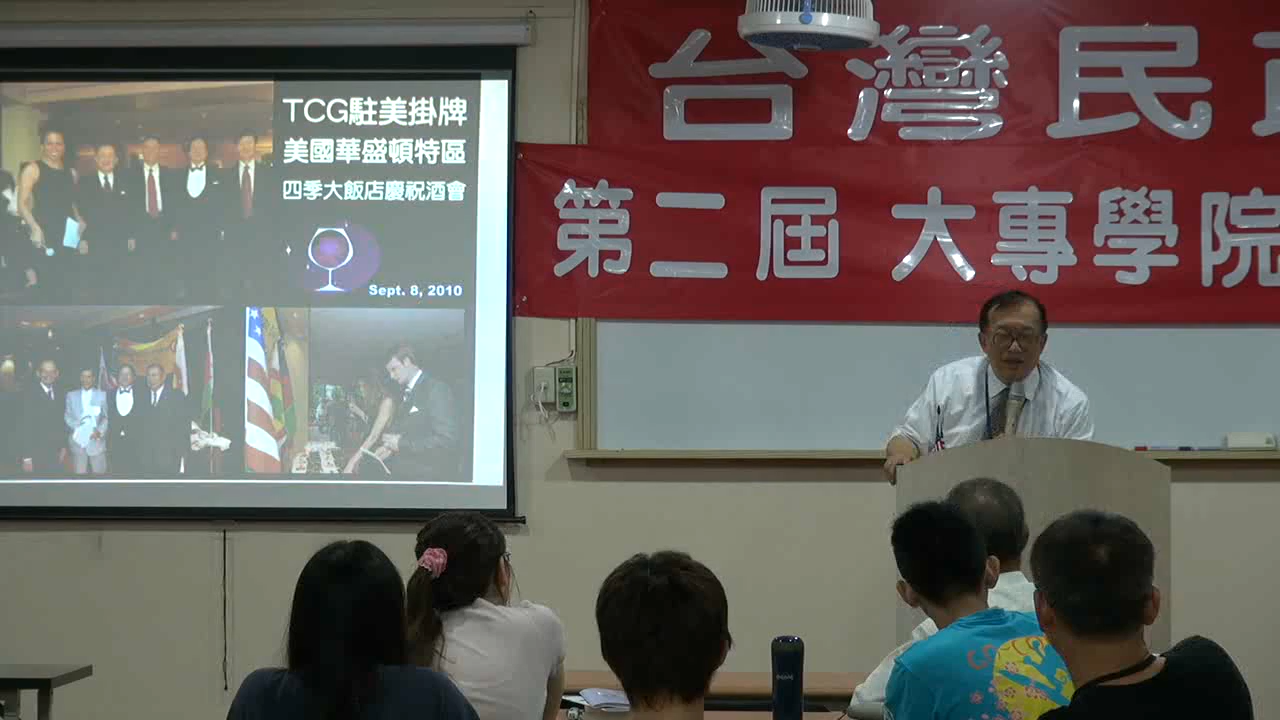 TCG駐美掛牌
美國華盛頓特區
四季大飯店慶祝酒會
Sept. 8, 2010
台灣民政
第二屆 大專學院